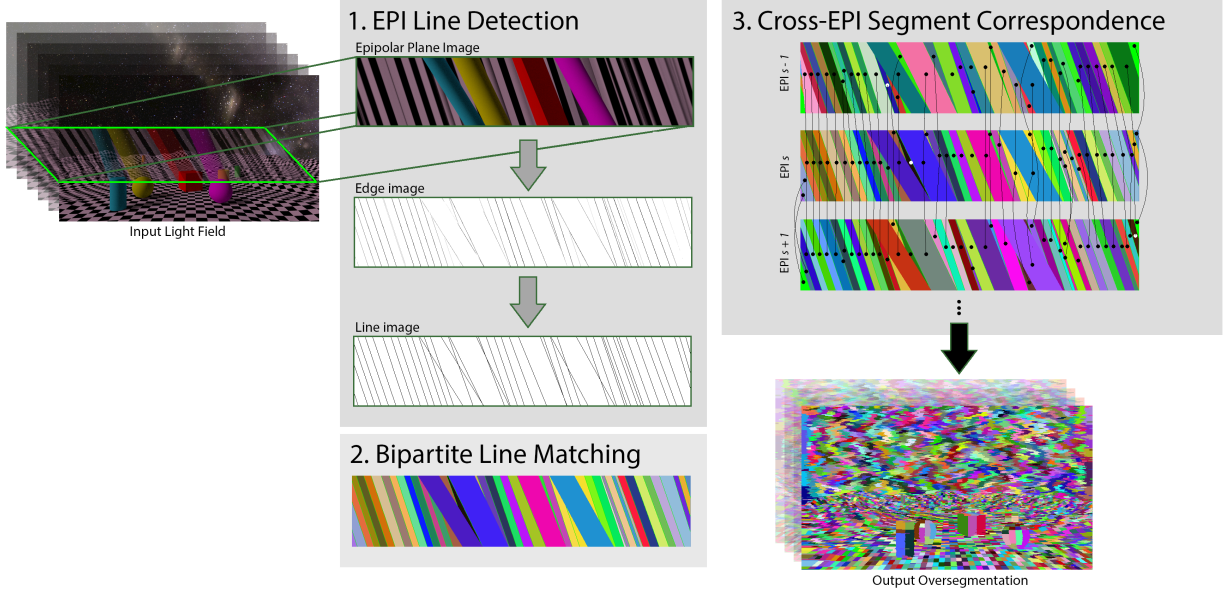 1. EPI Line Detection
Epipolar Plane Image
Input Light Field
Edge image
Line image
2. Bipartite Line Matching
3. Cross-EPI Segment Correspondence
EPI s - 1
EPI s
EPI s + 1
Output Oversegmentation